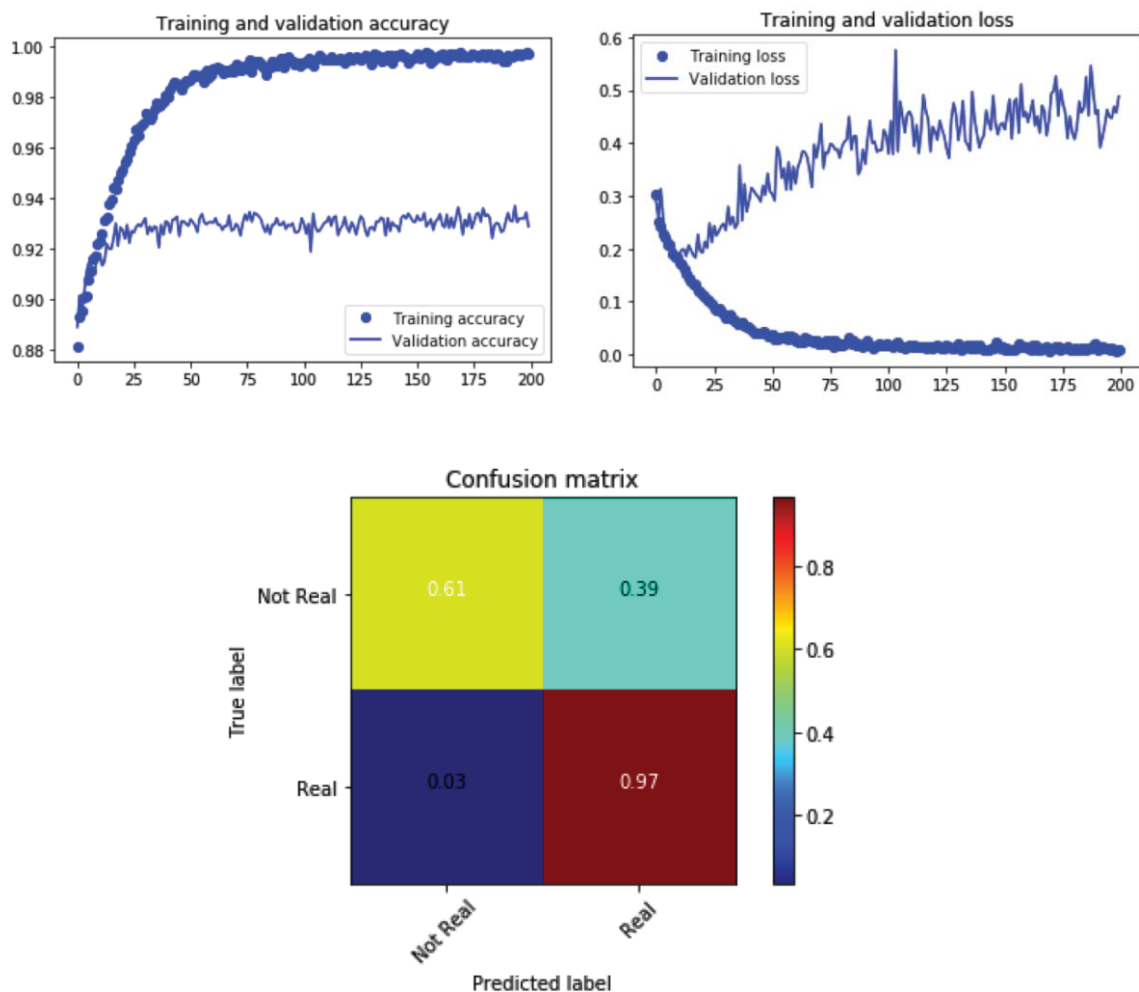 Training and validation accuracy
1.00
0.98
0.96
0.94
0.92
0.90
0.88
Training accuracy
Validation accuracy
0 25 50 75 100 125 150 175 200
Training and validation loss
0.6
0.5
0.4
0.3
0.2
0.1
0.0
Training loss
Validation loss
0 25 50 75 100 125 150 175 200
Confusion matrix
True label
Not Real
0.61 0.39
Real
0.03 0.97
Not Real Real
Predicted label
0.8
0.6
0.4
0.2